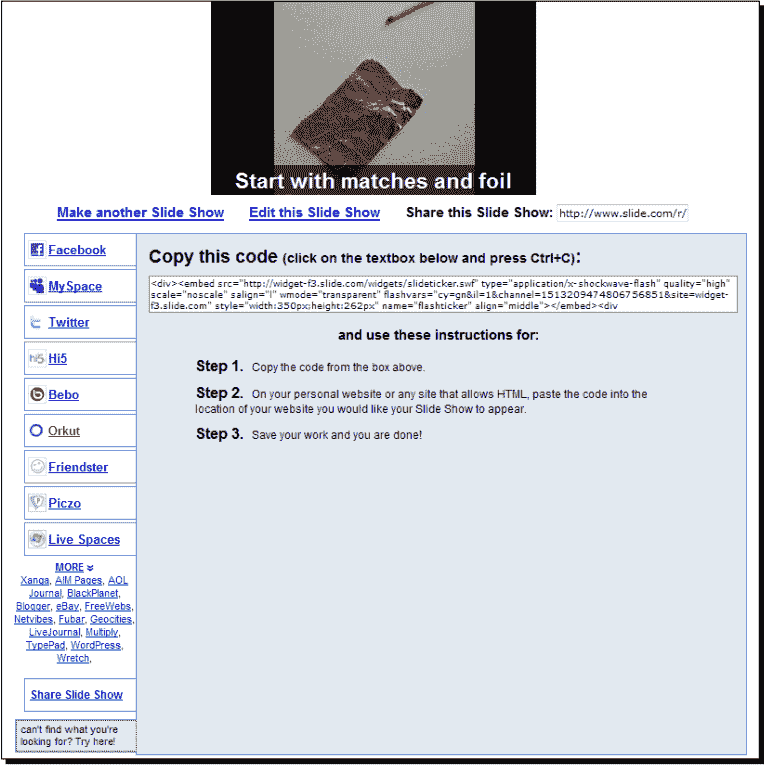 Start with matches and foil
Make another Slide Show Edit this Slide Show Share this Slide Show: http://www.slide.com/r/
Facebook
MySpace
Twitter
hi5 Hi5
Bebo
Orkut
Friendster
Piczo
Live Spaces
MORE
Xanga, AIM Pages, AOL
Journal, BlackPlanet,
Blogger, eBay, FreeWebs,
Netvibes, Fubar, Geocities,
LiveJournal, Multiply,
TypePad, WordPress,
Wretch,
Share Slide Show
can't find what you're
looking for? Try here!
Copy this code (click on the textbox below and press Ctrl+C):
<div><embed src="http://widget-f3.slide.com/widgets/slideticker.swf" type="application/x-shockwave-flash" quality="high"
scale="noscale" salign="l" wmode="transparent" flashvars="cy=gn&il=1&channel=1513209474806756851&site=widget-
f3.slide.com" style="width:350px;height:262px" name="flashticker" align="middle"></embed><div
and use these instructions for:
Step 1. Copy the code from the box above.
Step 2. On your personal website or any site that allows HTML, paste the code into the
location of your website you would like your Slide Show to appear.
Step 3. Save your work and you are done!